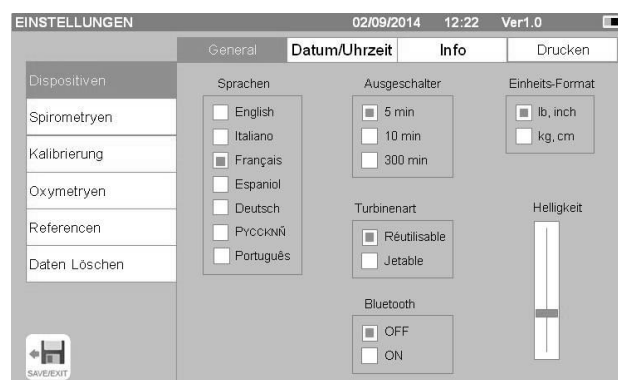 EINSTELLUNGEN 02/09/2014 12:22 Ver1.0
General Datum/Uhrzeit Info Drucken
Dispositiven
Spirometryen
Kalibrierung
Oxymetryen
Referencen
Daten Löschen
SAVE/EXIT
Sprachen
English
Italiano
Français
Espaniol
Deutsch
РУССКNЙ
Português
Ausgeschalter
5 min
10 min
300 min
Turbinenart
Réutilisable
Jetable
Bluetooth
OFF
ON
Einheits-Format
lb, inch
kg, cm
Helligkeit